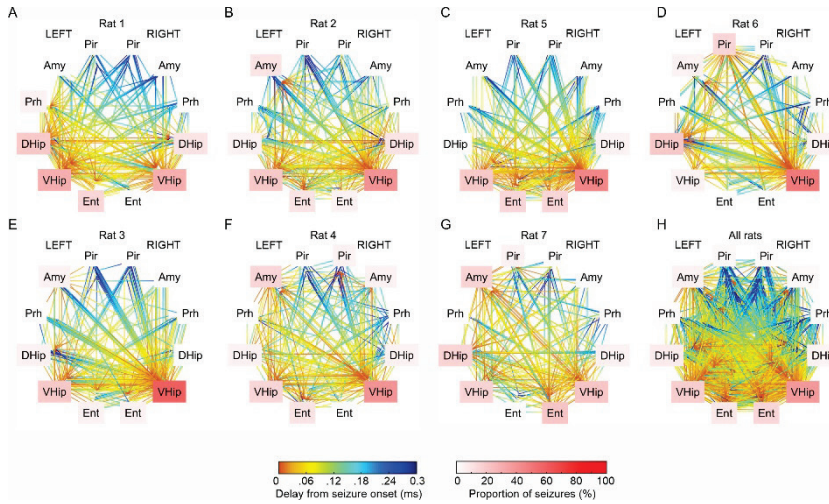 A Rat 1 B Rat 2 C Rat 5 D Rat 6
LEFT RIGHT LEFT RIGHT LEFT RIGHT LEFT RIGHT
Pir Pir Pir Pir Pir Pir Pir Pir
Amy Amy Amy Amy Amy Amy Amy Amy
Prh Prh Prh Prh Prh Prh Prh Prh
DHip DHip DHip DHip DHip DHip DHip DHip
VHip VHip VHip VHip VHip VHip VHip VHip
Ent Ent Ent Ent Ent Ent Ent Ent
E Rat 3 F Rat 4 G Rat 7 H All rats
LEFT RIGHT LEFT RIGHT LEFT RIGHT LEFT RIGHT
Pir Pir Pir Pir Pir Pir Pir Pir
Amy Amy Amy Amy Amy Amy Amy Amy
Prh Prh Prh Prh Prh Prh Prh Prh
DHip DHip DHip DHip DHip DHip DHip DHip
VHip VHip VHip VHip VHip VHip VHip VHip
Ent Ent Ent Ent Ent Ent Ent Ent
0 .06 .12 .18 .24 0.3 0 20 40 60 80 100
Delay from seizure onset (ms) Proportion of seizures (%)